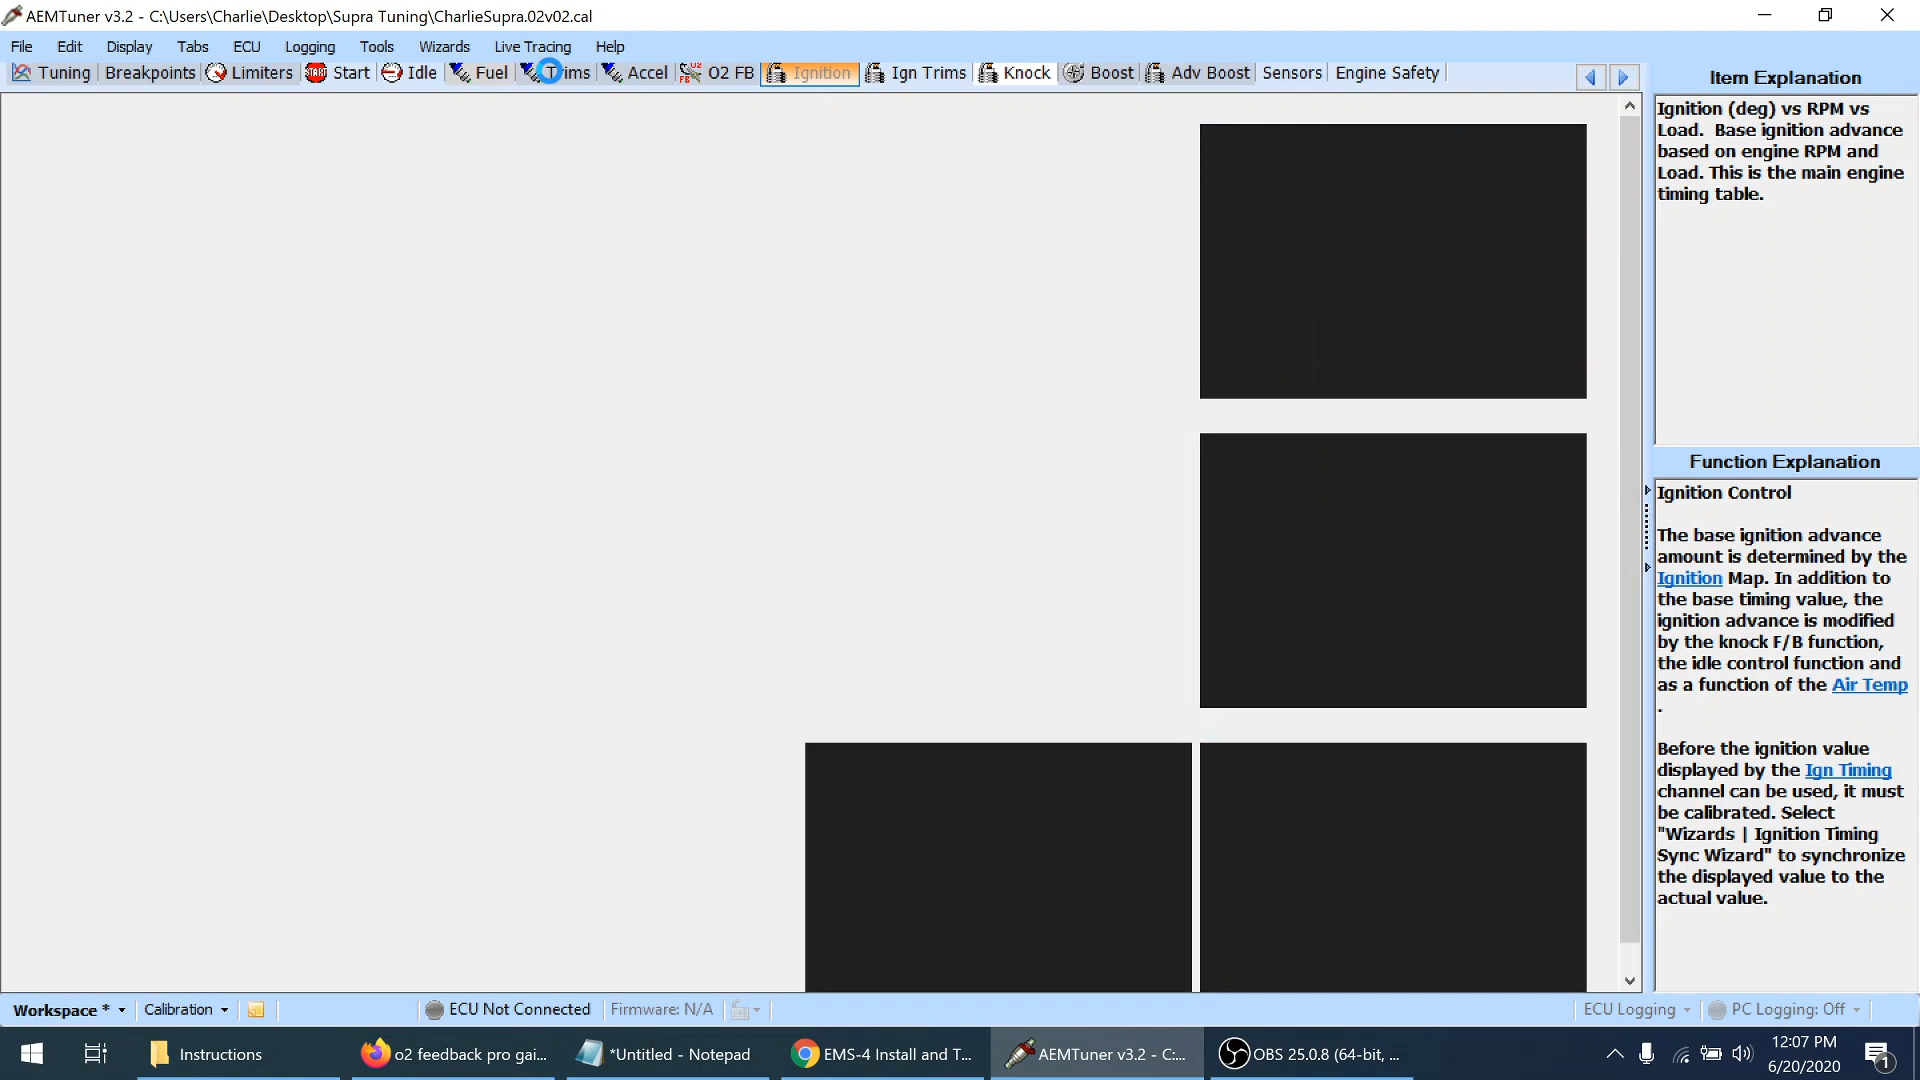 AEMTuner v3.2 - C:\Users\Charlie\Desktop\Supra Tuning\CharlieSupra.02v02.cal
File Edit Display Tabs ECU Logging Tools Wizards Live Tracing Help
Tuning Breakpoints Limiters START Start Idle Fuel Trims Accel O2 FB O2 FB Ignition Ign Trims Knock Boost Adv Boost Sensors Engine Safety
Item Explanation
Ignition (deg) vs RPM vs
Load. Base ignition advance
based on engine RPM and
Load. This is the main engine
timing table.
Function Explanation
Ignition Control
The base ignition advance
amount is determined by the
Ignition Map. In addition to
the base timing value, the
ignition advance is modified
by the knock F/B function,
the idle control function and
as a function of the Air Temp
.
Before the ignition value
displayed by the Ign Timing
channel can be used, it must
be calibrated. Select
"Wizards | Ignition Timing
Sync Wizard" to synchronize
the displayed value to the
actual value.
Workspace * Calibration ECU Not Connected Firmware: N/A ECU Logging PC Logging: Off
Instructions o2 feedback pro gai... *Untitled - Notepad EMS-4 Install and T... AEMTuner v3.2 - C:... OBS 25.0.8 (64-bit, ...
12:07 PM
6/20/2020
1